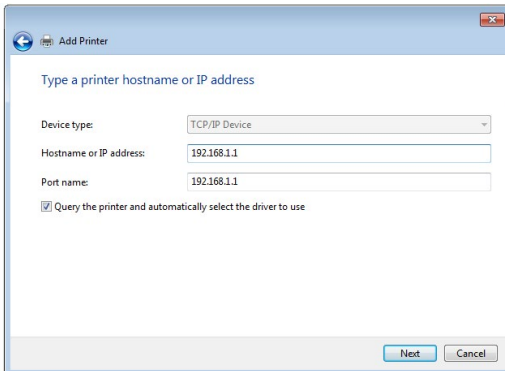 Add Printer
Type a printer hostname or IP address
Device type: TCP/IP Device
Hostname or IP address: 192.168.1.1
Port name: 192.168.1.1
Query the printer and automatically select the driver to use
Next Cancel